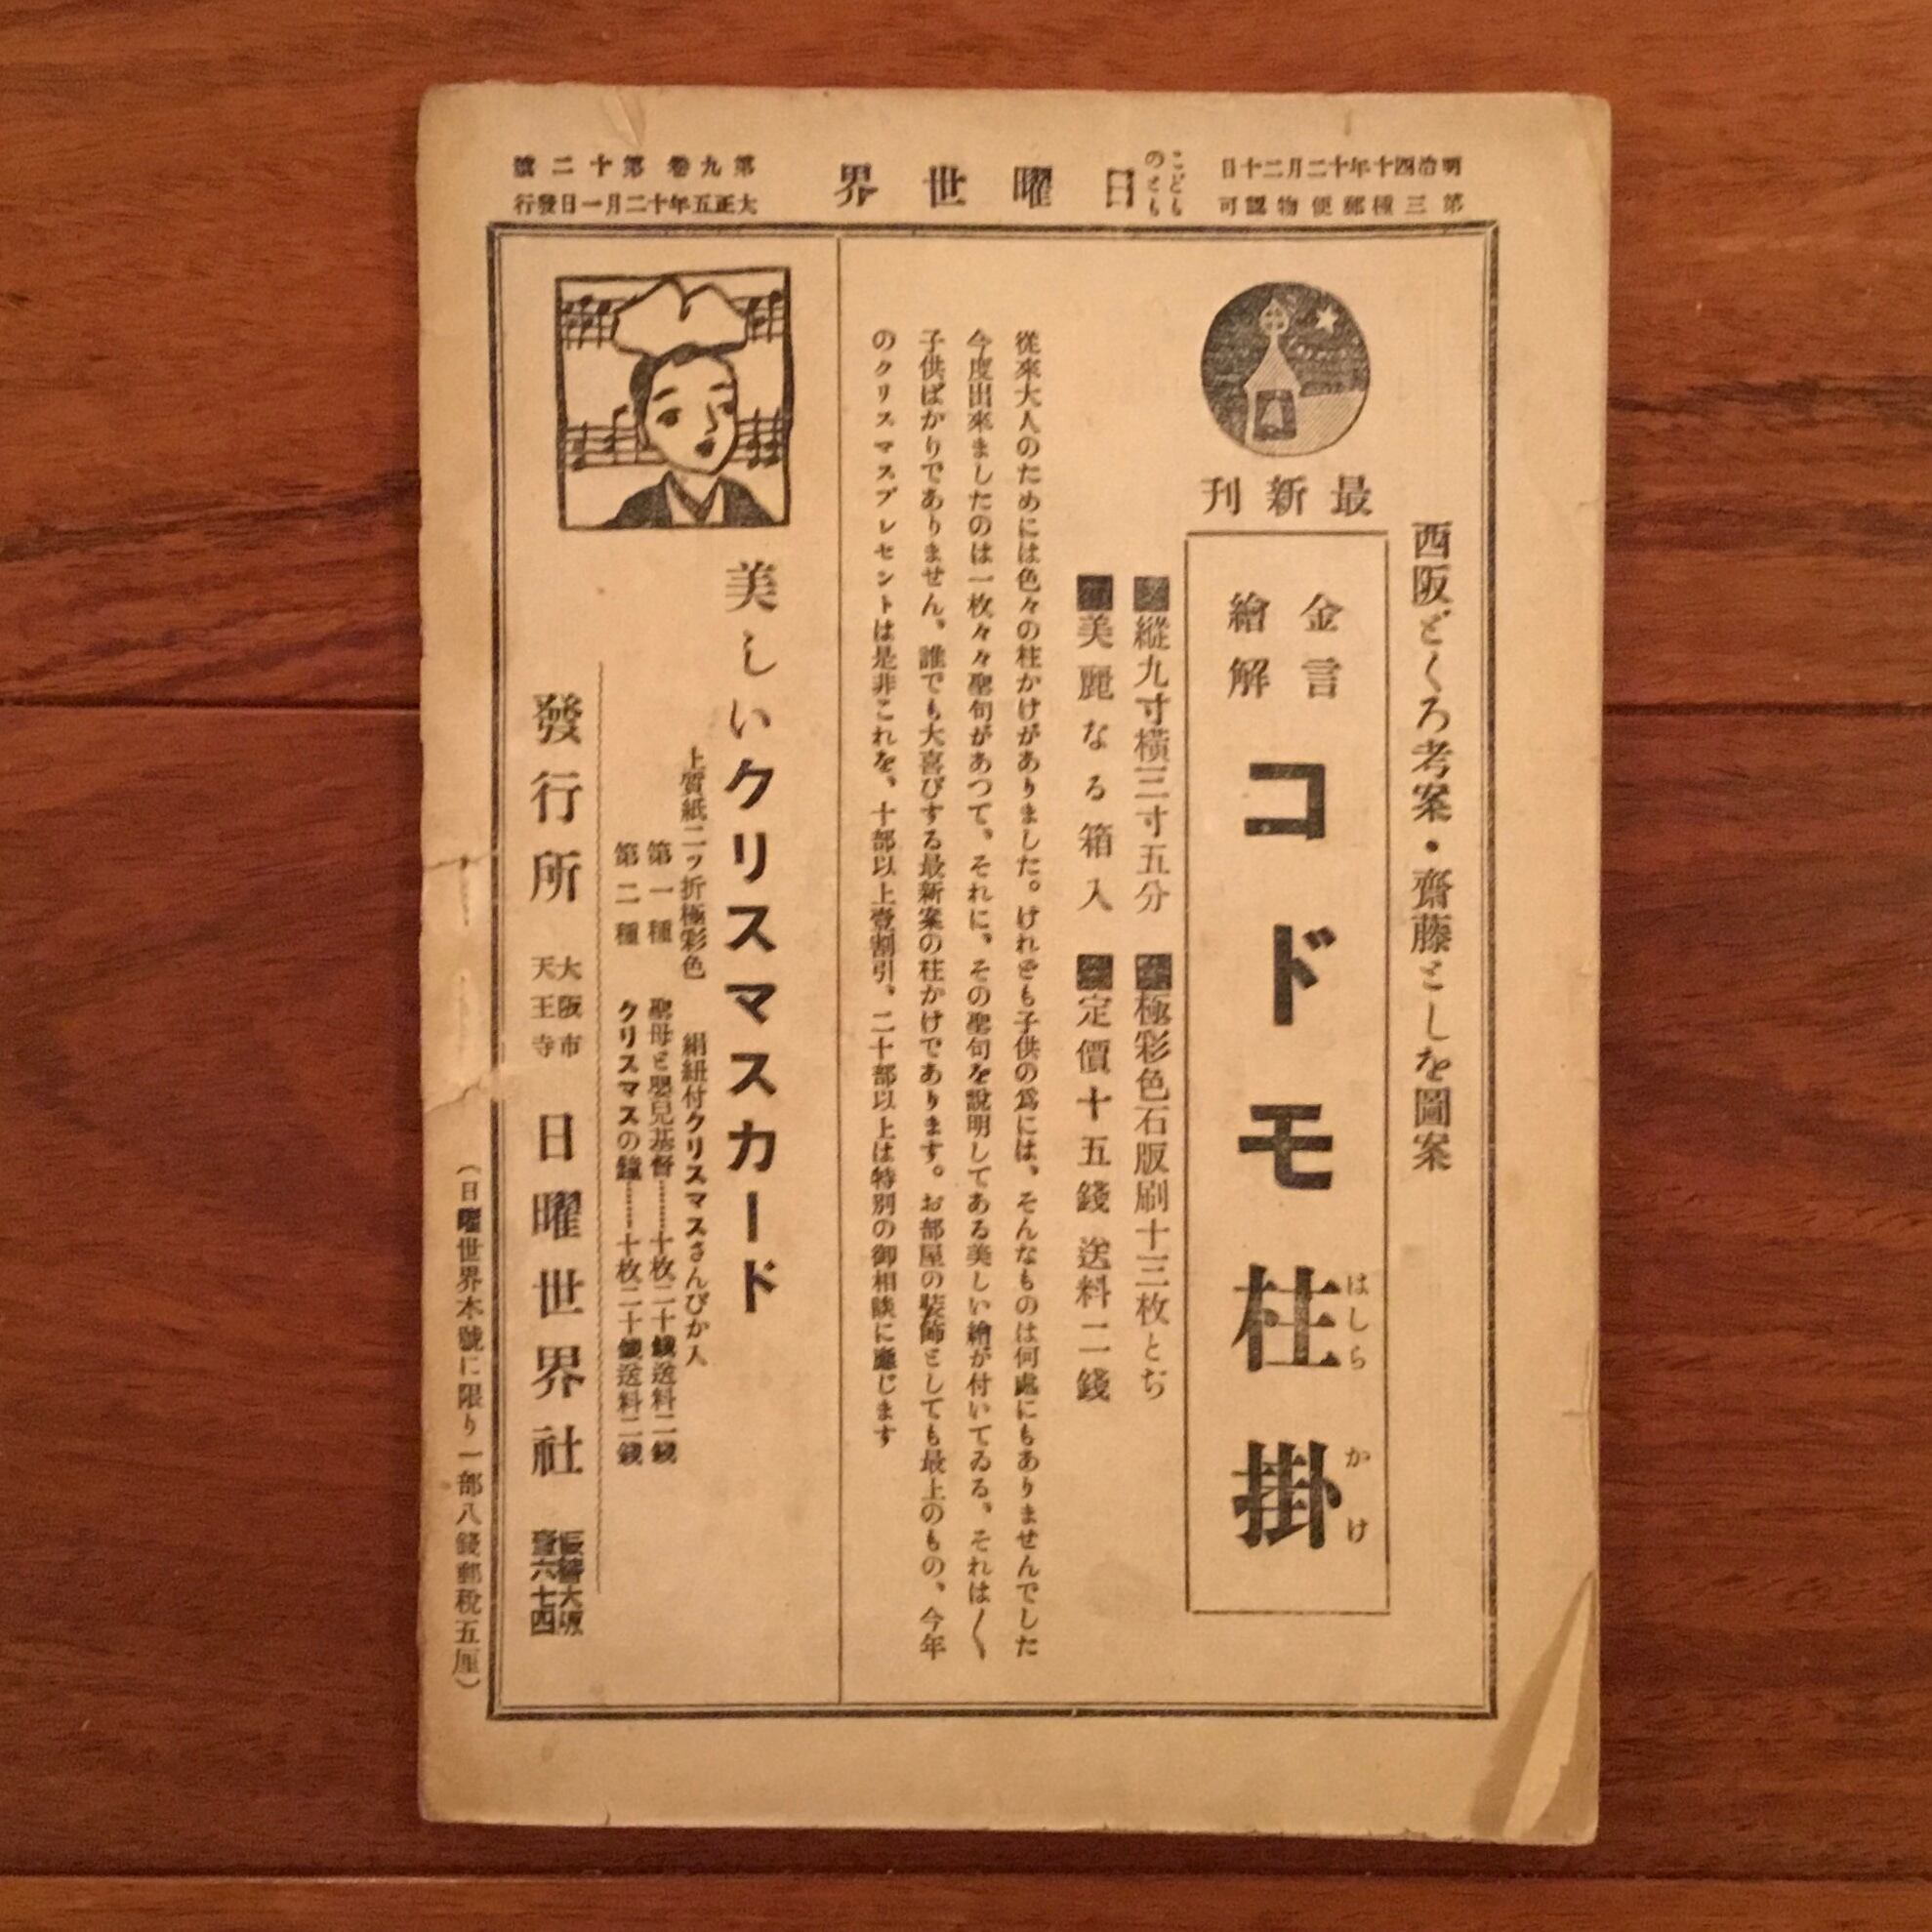 明治四十年十二月二十日
第三種郵便物認可
こどものとも
日曜世界
第九巻第十二號
大正五年十二月一日發行
西阪どくろ考案・齋藤としを圖案
最新刊
金言
繪解
コドモ柱掛
はしらかけ
縱九寸横三寸五分
極彩色石版刷十三枚とぢ
美麗なる箱入
定價十五錢 送料二錢
從來大人のためには色々の柱かけがありました。けれども子供の爲には、そんなものは何處にもありませんでした
今度出來ましたのは一枚々々聖句があつて、それに、その聖句を說明してある美しい繪が付いてゐる、それは〱
子供ばかりでありません、誰でも大喜びする最新案の柱かけであります。お部屋の裝飾としても最上のもの、今年
のクリスマスプレセントは是非これを、十部以上壹割引、二十部以上は特別の御相談に應じます
美しいクリスマスカード
上質紙二ッ折極彩色 絹紐付クリスマスさんびか入
第一種 聖母と嬰兒基督………十枚二十錢送料二錢
第二種 クリスマスの鐘………十枚二十錢送料二錢
發行所
大阪市
天王寺
日曜世界社
振替大阪
壹六七四
(日曜世界本號に限り一部八錢郵稅五厘)